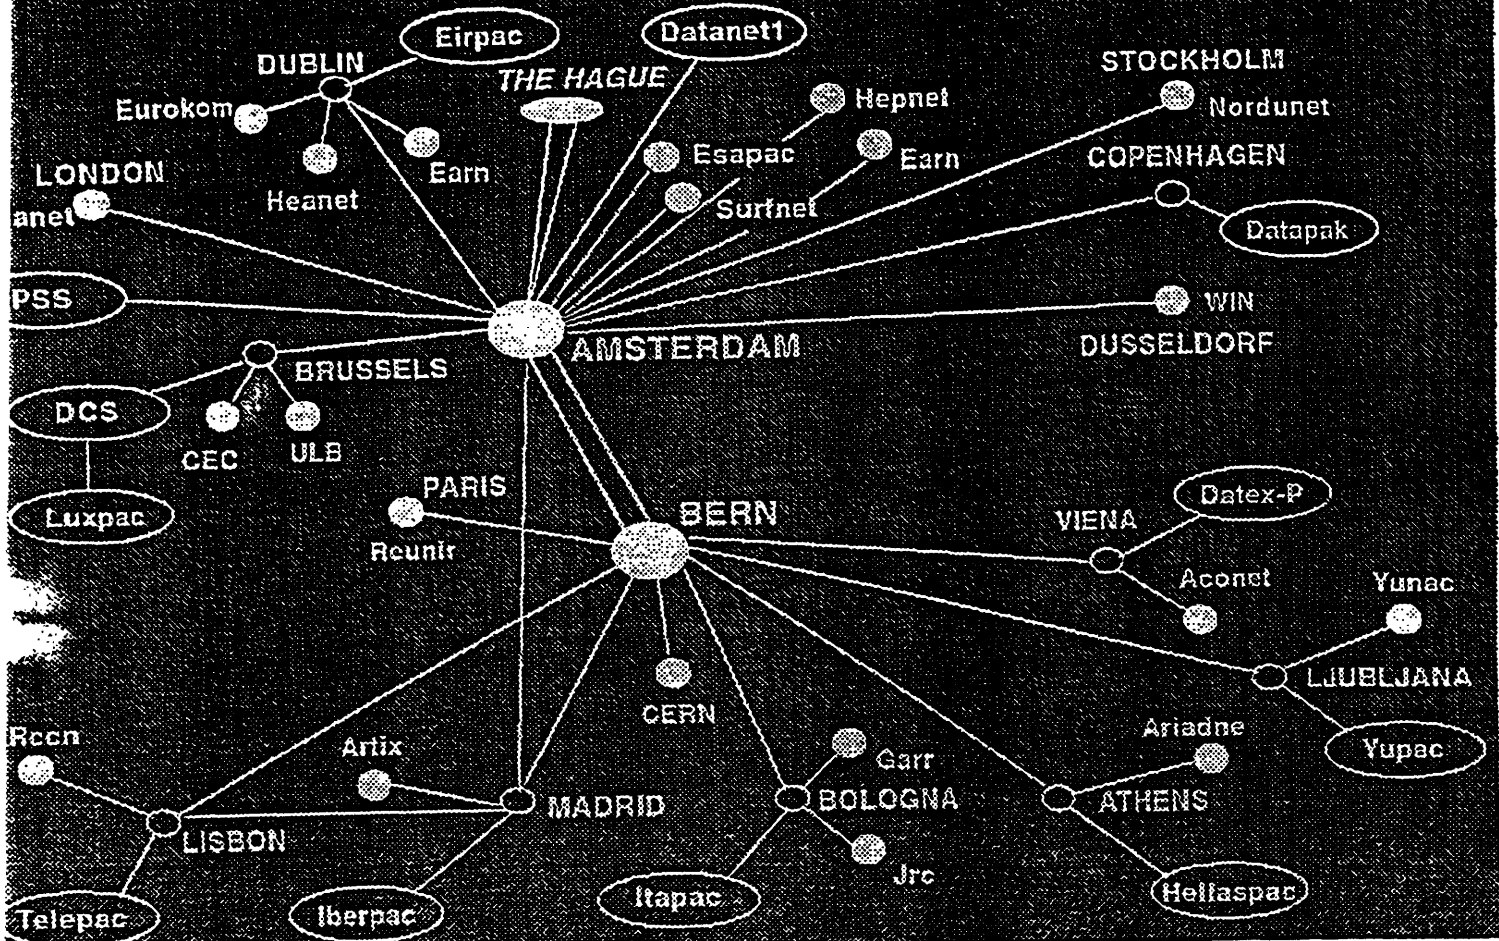 Eirpac
Datanet1
DUBLIN
THE HAGUE
STOCKHOLM
Eurokom
Hepnet
Nordunet
Earn
Esapac
Earn
COPENHAGEN
LONDON
Heanet
anet
Surfnet
Datapak
PSS
WIN
AMSTERDAM
DUSSELDORF
BRUSSELS
DCS
CEC
ULB
PARIS
Datex-P
Luxpac
BERN
VIENA
Reunir
Aconet
Yunac
LJUBLJANA
CERN
Rccn
Artix
Ariadne
Yupac
Garr
MADRID
BOLOGNA
ATHENS
LISBON
Jrc
Telepac
Iberpac
Itapac
Hellaspac